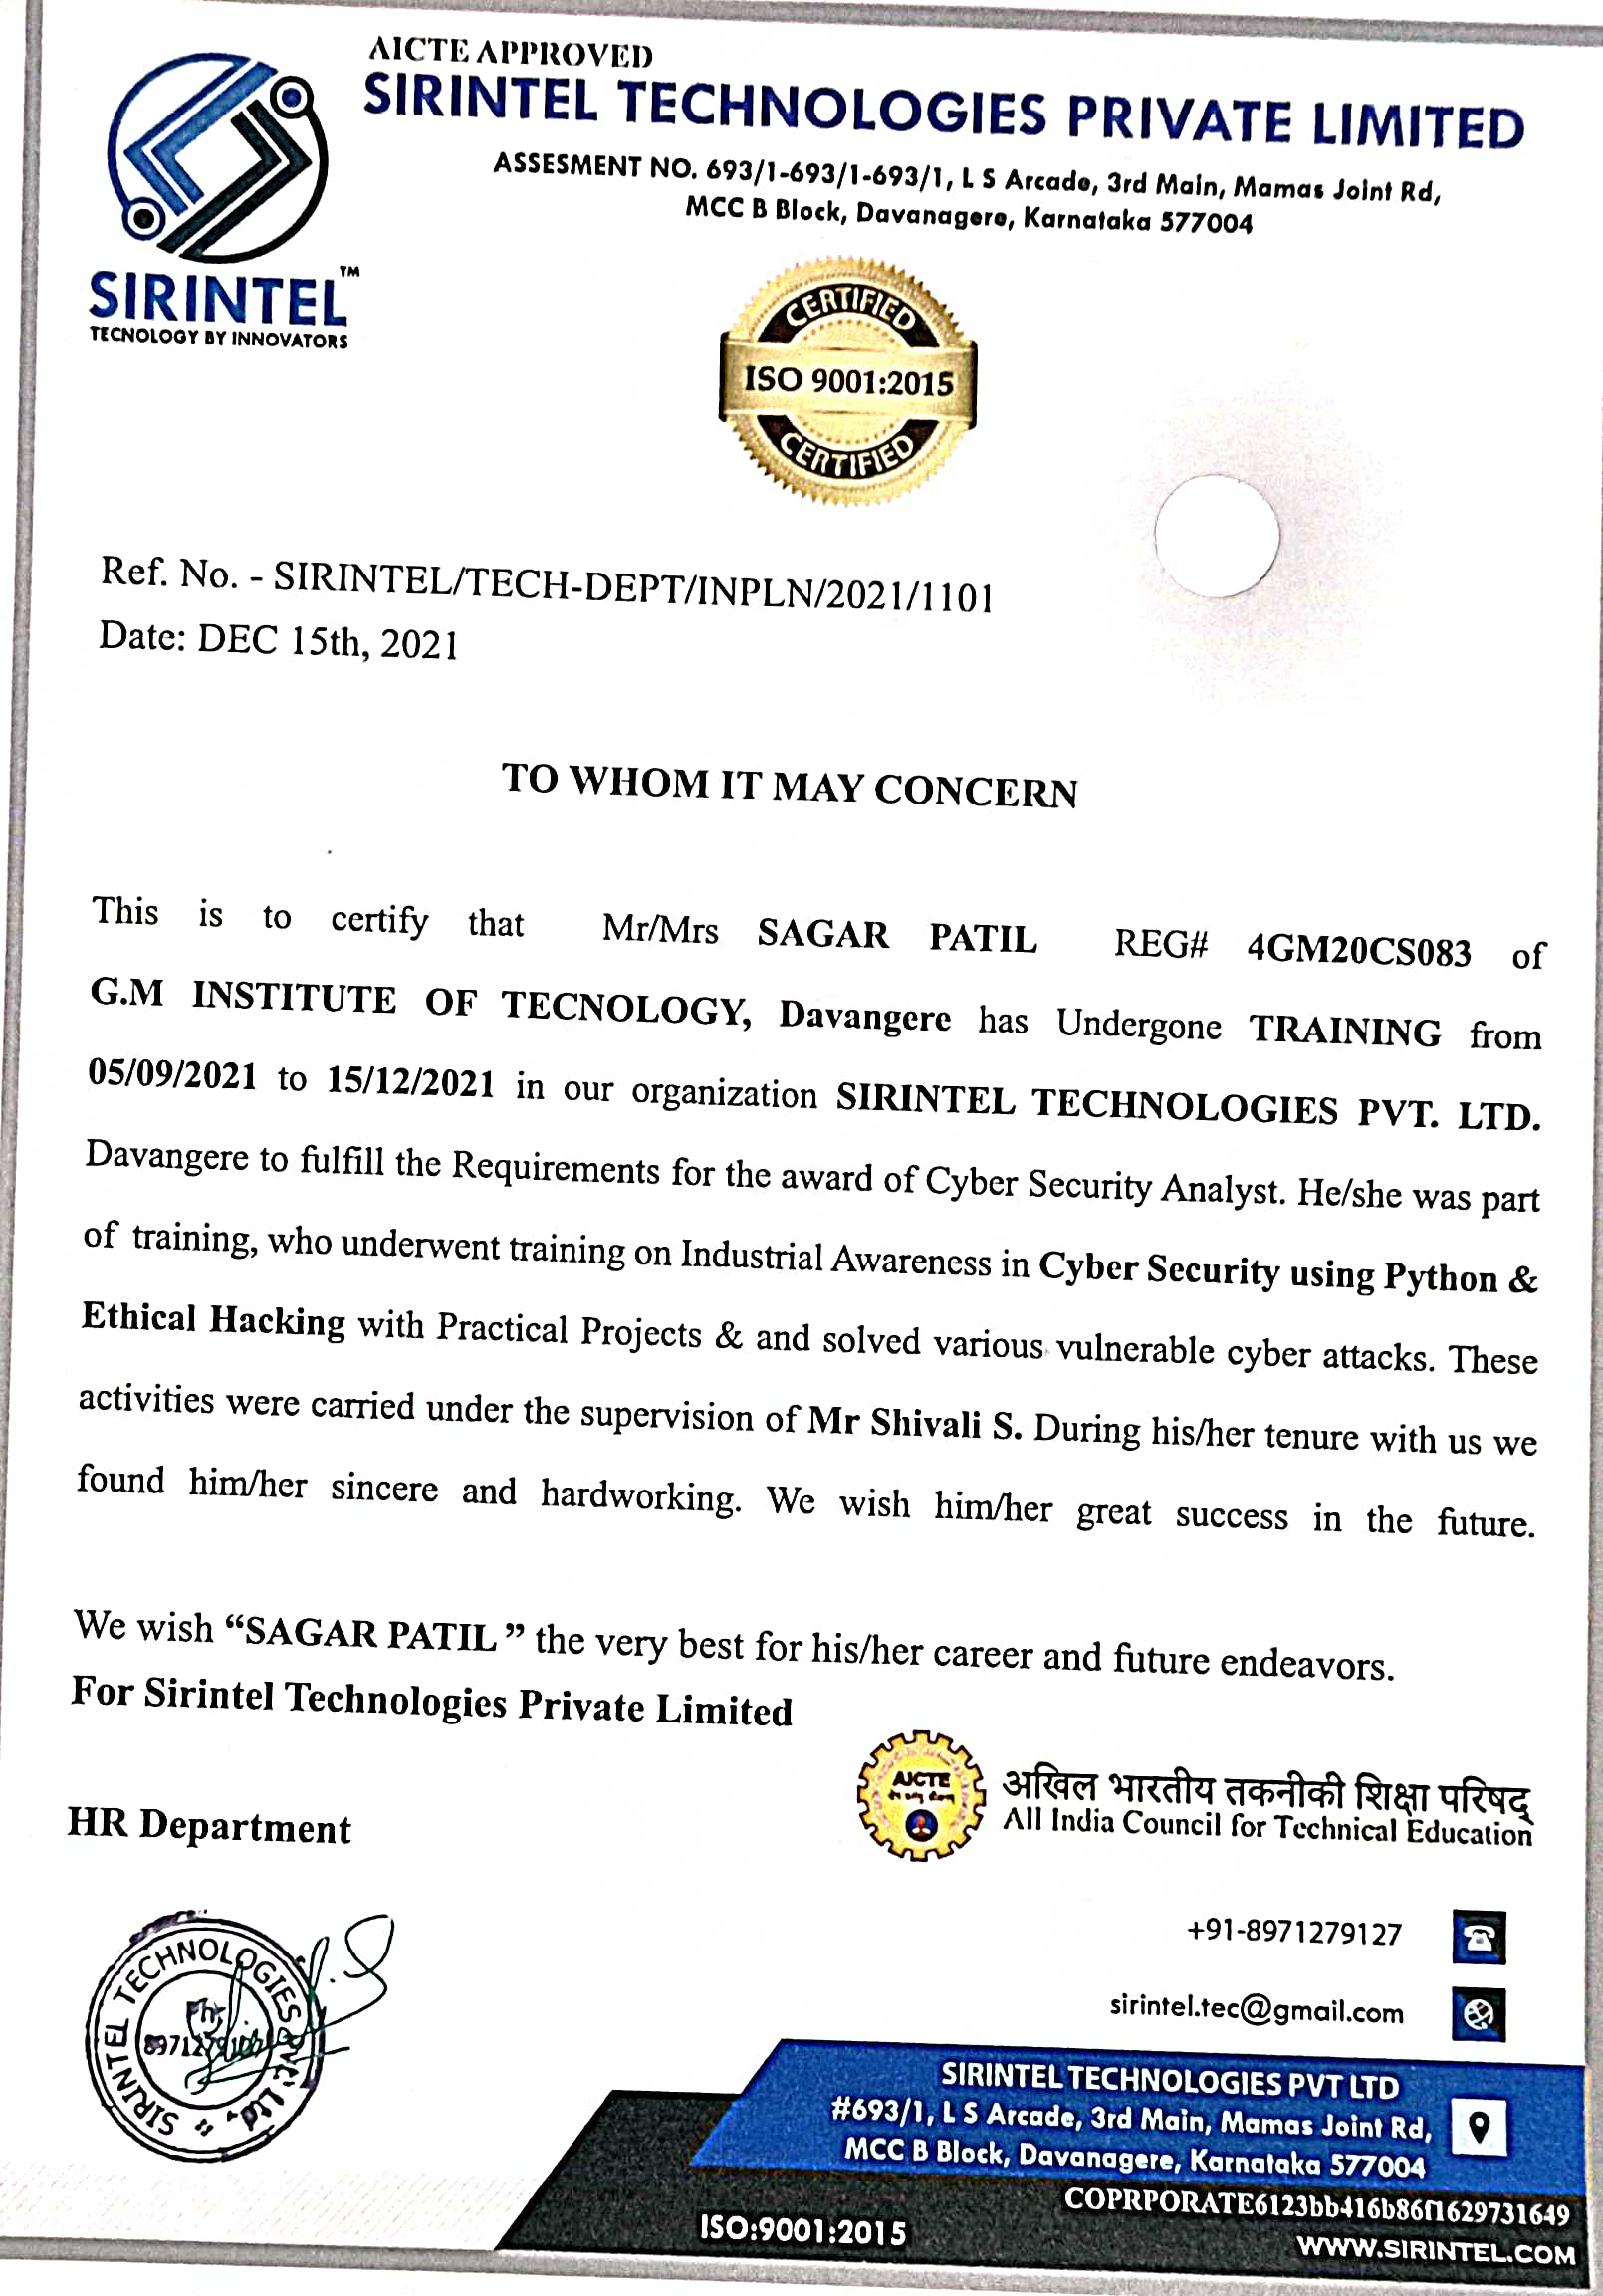 AICTE APPROVED
SIRINTEL TECHNOLOGIES PRIVATE LIMITED
ASSESMENT NO. 693/1-693/1-693/1, L S Arcade, 3rd Main, Mamas Joint Rd,
MCC B Block, Davanagere, Karnataka 577004
SIRINTEL™
TECNOLOGY BY INNOVATORS
CERTIFIED
ISO 9001:2015
CERTIFIED
Ref. No. - SIRINTEL/TECH-DEPT/INPLN/2021/1101
Date: DEC 15th, 2021
TO WHOM IT MAY CONCERN
This is to certify that Mr/Mrs SAGAR PATIL REG# 4GM20CS083 of
G.M INSTITUTE OF TECNOLOGY, Davangere has Undergone TRAINING from
05/09/2021 to 15/12/2021 in our organization SIRINTEL TECHNOLOGIES PVT. LTD.
Davangere to fulfill the Requirements for the award of Cyber Security Analyst. He/she was part
of training, who underwent training on Industrial Awareness in Cyber Security using Python &
Ethical Hacking with Practical Projects & and solved various vulnerable cyber attacks. These
activities were carried under the supervision of Mr Shivali S. During his/her tenure with us we
found him/her sincere and hardworking. We wish him/her great success in the future.
We wish “SAGAR PATIL ” the very best for his/her career and future endeavors.
For Sirintel Technologies Private Limited
HR Department
AICTE
अखिल भारतीय तकनीकी शिक्षा परिषद्
All India Council for Technical Education
SIRINTEL TECHNOLOGIES Pvt. Ltd.
+91-8971279127
sirintel.tec@gmail.com
SIRINTEL TECHNOLOGIES PVT LTD
#693/1, L S Arcade, 3rd Main, Mamas Joint Rd,
MCC B Block, Davanagere, Karnataka 577004
COPRPORATE6123bb416b86f1629731649
ISO:9001:2015
WWW.SIRINTEL.COM